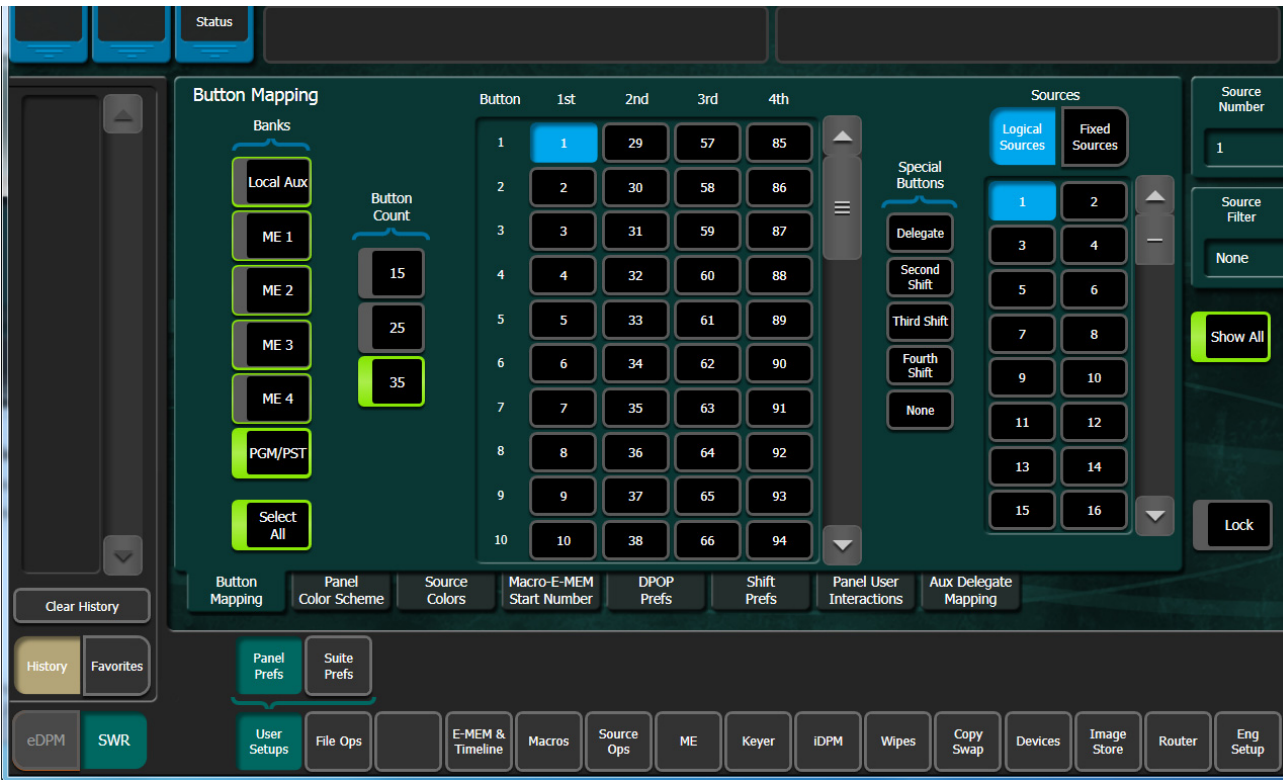 Status
Button Mapping
Banks
Local Aux
ME 1
ME 2
ME 3
ME 4
PGM/PST
Select
All
Button
Count
15
25
35
Button 1st 2nd 3rd 4th
1 1 29 57 85
2 2 30 58 86
3 3 31 59 87
4 4 32 60 88
5 5 33 61 89
6 6 34 62 90
7 7 35 63 91
8 8 36 64 92
9 9 37 65 93
10 10 38 66 94
Special
Buttons
Delegate
Second
Shift
Third Shift
Fourth
Shift
None
Sources
Logical
Sources
Fixed
Sources
1 2
3 4
5 6
7 8
9 10
11 12
13 14
15 16
Source
Number
1
Source
Filter
None
Show All
Lock
Button
Mapping
Panel
Color Scheme
Source
Colors
Macro-E-MEM
Start Number
DPOP
Prefs
Shift
Prefs
Panel User
Interactions
Aux Delegate
Mapping
Clear History
History
Favorites
Panel
Prefs
Suite
Prefs
eDPM
SWR
User
Setups
File Ops
E-MEM &
Timeline
Macros
Source
Ops
ME
Keyer
iDPM
Wipes
Copy
Swap
Devices
Image
Store
Router
Eng
Setup